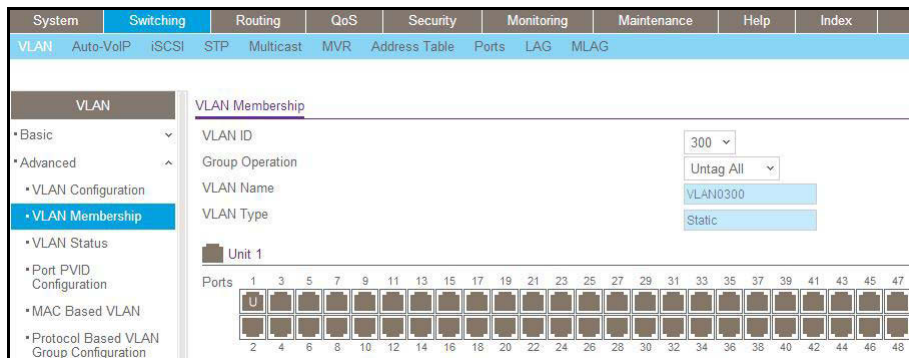 System Switching Routing QoS Security Monitoring Maintenance Help Index
VLAN Auto-VoIP iSCSI STP Multicast MVR Address Table Ports LAG MLAG
VLAN
Basic
Advanced
VLAN Configuration
VLAN Membership
VLAN Status
Port PVID
Configuration
MAC Based VLAN
Protocol Based VLAN
Group Configuration
VLAN Membership
VLAN ID 300
Group Operation Untag All
VLAN Name VLAN0300
VLAN Type Static
Unit 1
Ports 1 3 5 7 9 11 13 15 17 19 21 23 25 27 29 31 33 35 37 39 41 43 45 47
U
2 4 6 8 10 12 14 16 18 20 22 24 26 28 30 32 34 36 38 40 42 44 46 48